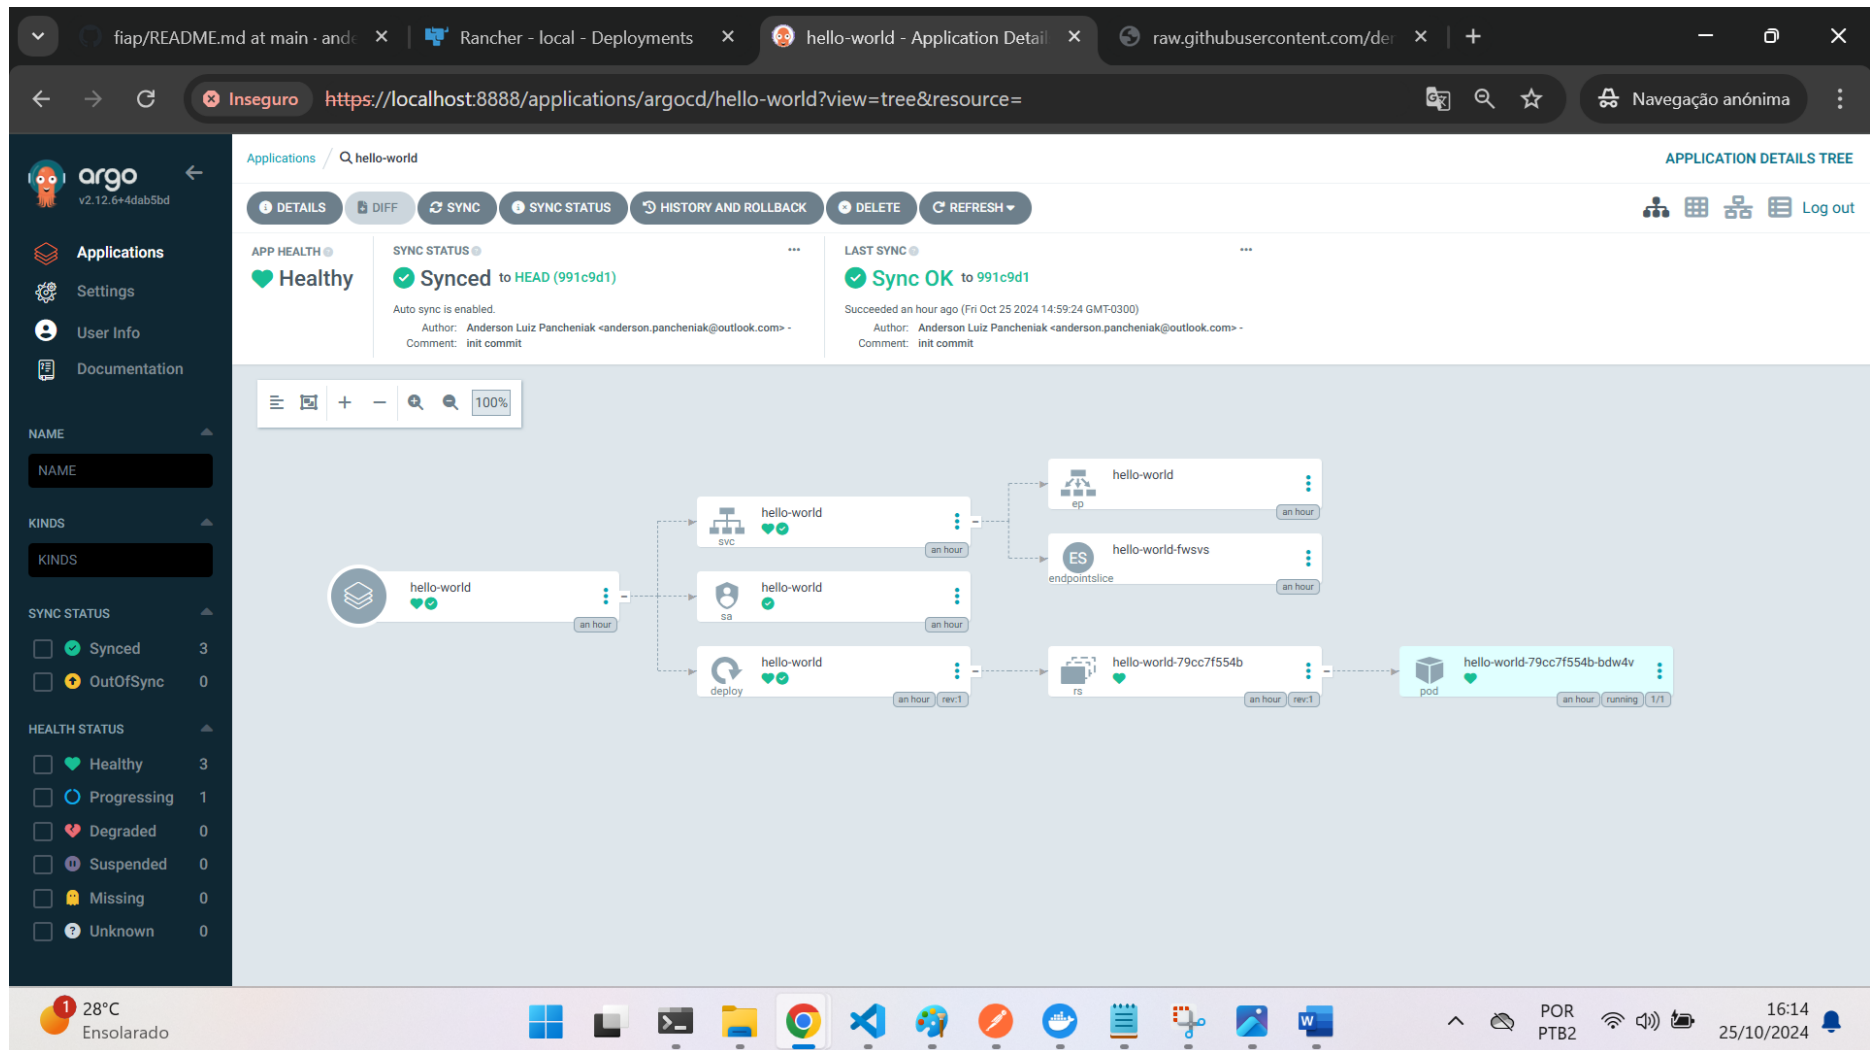 fiap/README.md at main · ande
Rancher - local - Deployments
hello-world - Application Detail
raw.githubusercontent.com/der
Inseguro
https://localhost:8888/applications/argocd/hello-world?view=tree&resource=
Navegação anónima
argo
v2.12.6+4dab5bd
Applications
Settings
User Info
Documentation
NAME
NAME
KINDS
KINDS
SYNC STATUS
Synced 3
OutOfSync 0
HEALTH STATUS
Healthy 3
Progressing 1
Degraded 0
Suspended 0
Missing 0
Unknown 0
Applications / hello-world
APPLICATION DETAILS TREE
DETAILS DIFF SYNC SYNC STATUS HISTORY AND ROLLBACK DELETE REFRESH
Log out
APP HEALTH
Healthy
SYNC STATUS
Synced to HEAD (991c9d1)
Auto sync is enabled.
Author: Anderson Luiz Pancheniak <anderson.pancheniak@outlook.com> -
Comment: init commit
LAST SYNC
Sync OK to 991c9d1
Succeeded an hour ago (Fri Oct 25 2024 14:59:24 GMT-0300)
Author: Anderson Luiz Pancheniak <anderson.pancheniak@outlook.com> -
Comment: init commit
100%
hello-world
an hour
hello-world
svc
an hour
hello-world
sa
an hour
hello-world
deploy
an hour rev:1
hello-world
ep
an hour
ES
hello-world-fwsvs
endpointslice
an hour
hello-world-79cc7f554b
rs
an hour rev:1
hello-world-79cc7f554b-bdw4v
pod
an hour running 1/1
1
28°C
Ensolarado
POR
PTB2
16:14
25/10/2024